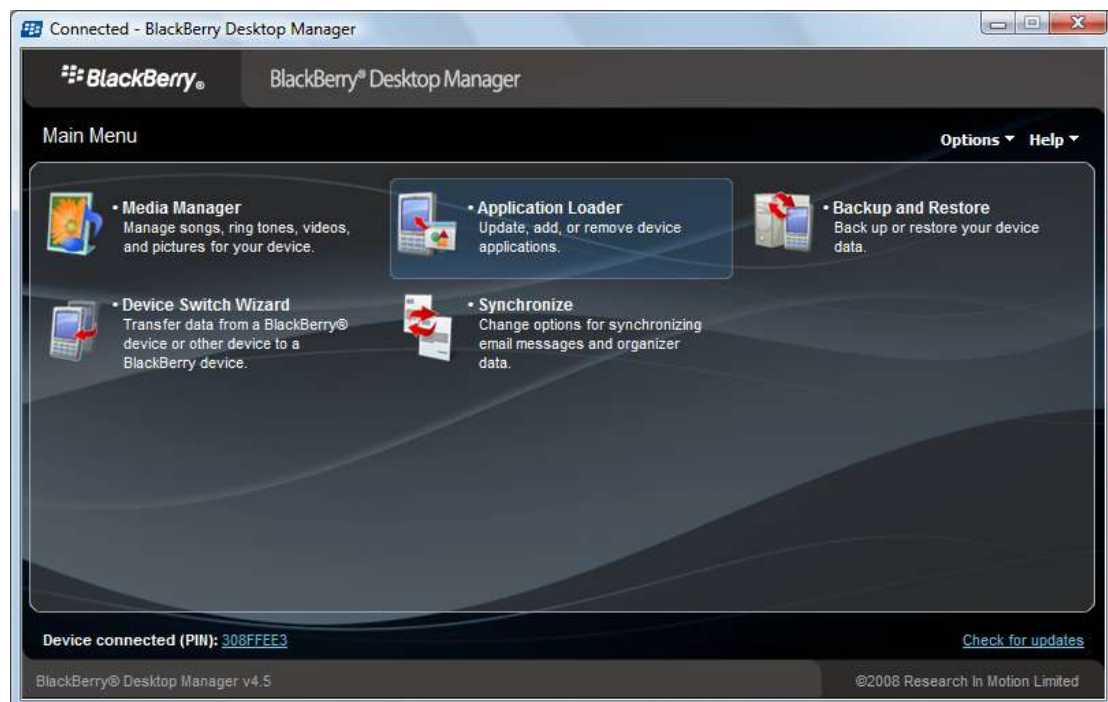 Connected - BlackBerry Desktop Manager
BlackBerry®
BlackBerry® Desktop Manager
Main Menu
Options
Help
• Media Manager
Manage songs, ring tones, videos,
and pictures for your device.
• Application Loader
Update, add, or remove device
applications.
• Backup and Restore
Back up or restore your device
data.
• Device Switch Wizard
Transfer data from a BlackBerry®
device or other device to a
BlackBerry device.
• Synchronize
Change options for synchronizing
email messages and organizer
data.
Device connected (PIN): 308FFEE3
Check for updates
BlackBerry® Desktop Manager v4.5
©2008 Research In Motion Limited